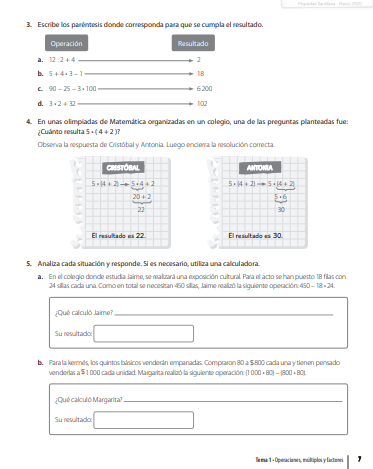 3. Escribe los paréntesis donde corresponda para que se cumpla el resultado.
Operación Resultado
a. 12 : 2 + 4 2
b. 5 + 4 • 3 – 1 18
c. 90 – 25 – 3 • 100 6 200
d. 3 • 2 + 32 102
4. En unas olimpiadas de Matemática organizadas en un colegio, una de las preguntas planteadas fue:
¿Cuánto resulta 5 • ( 4 + 2 )?
Observa la respuesta de Cristóbal y Antonia. Luego encierra la resolución correcta.
CRISTÓBAL
5 • (4 + 2) 5 • 4 + 2
20 + 2
22
El resultado es 22.
ANTONIA
5 • (4 + 2) 5 • (4 + 2)
5 • 6
30
El resultado es 30.
5. Analiza cada situación y responde. Si es necesario, utiliza una calculadora.
a. En el colegio donde estudia Jaime, se realizará una exposición cultural. Para el acto se han puesto 18 filas con
24 sillas cada una. Como en total se necesitan 450 sillas, Jaime realizó la siguiente operación: 450 – 18 • 24.
¿Qué calculó Jaime?
Su resultado:
b. Para la kermés, los quintos básicos venderán empanadas. Compraron 80 a $800 cada una y tienen pensado
venderlas a $1 000 cada unidad. Margarita realizó la siguiente operación: (1 000 • 80) – (800 • 80).
¿Qué calculó Margarita?
Su resultado:
Tema 1 • Operaciones, múltiplos y factores 7